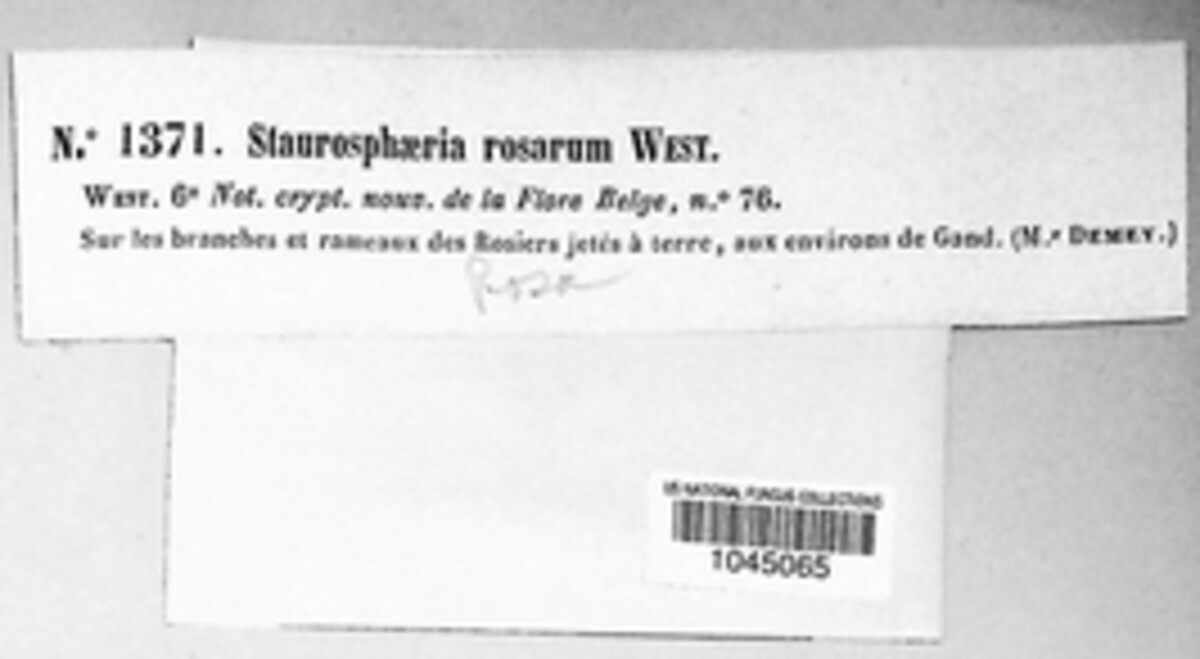 N.° 1371. Staurosphæria rosarum WEST.
WEST. 6e Not. crypt. nouv. de la Flore Belge, n.° 76.
Sur les branches et rameaux des Rosiers jetés à terre, aux environs de Gand. (M.r DEMEY.)
Rosa
US NATIONAL FUNGUS COLLECTIONS
1045065